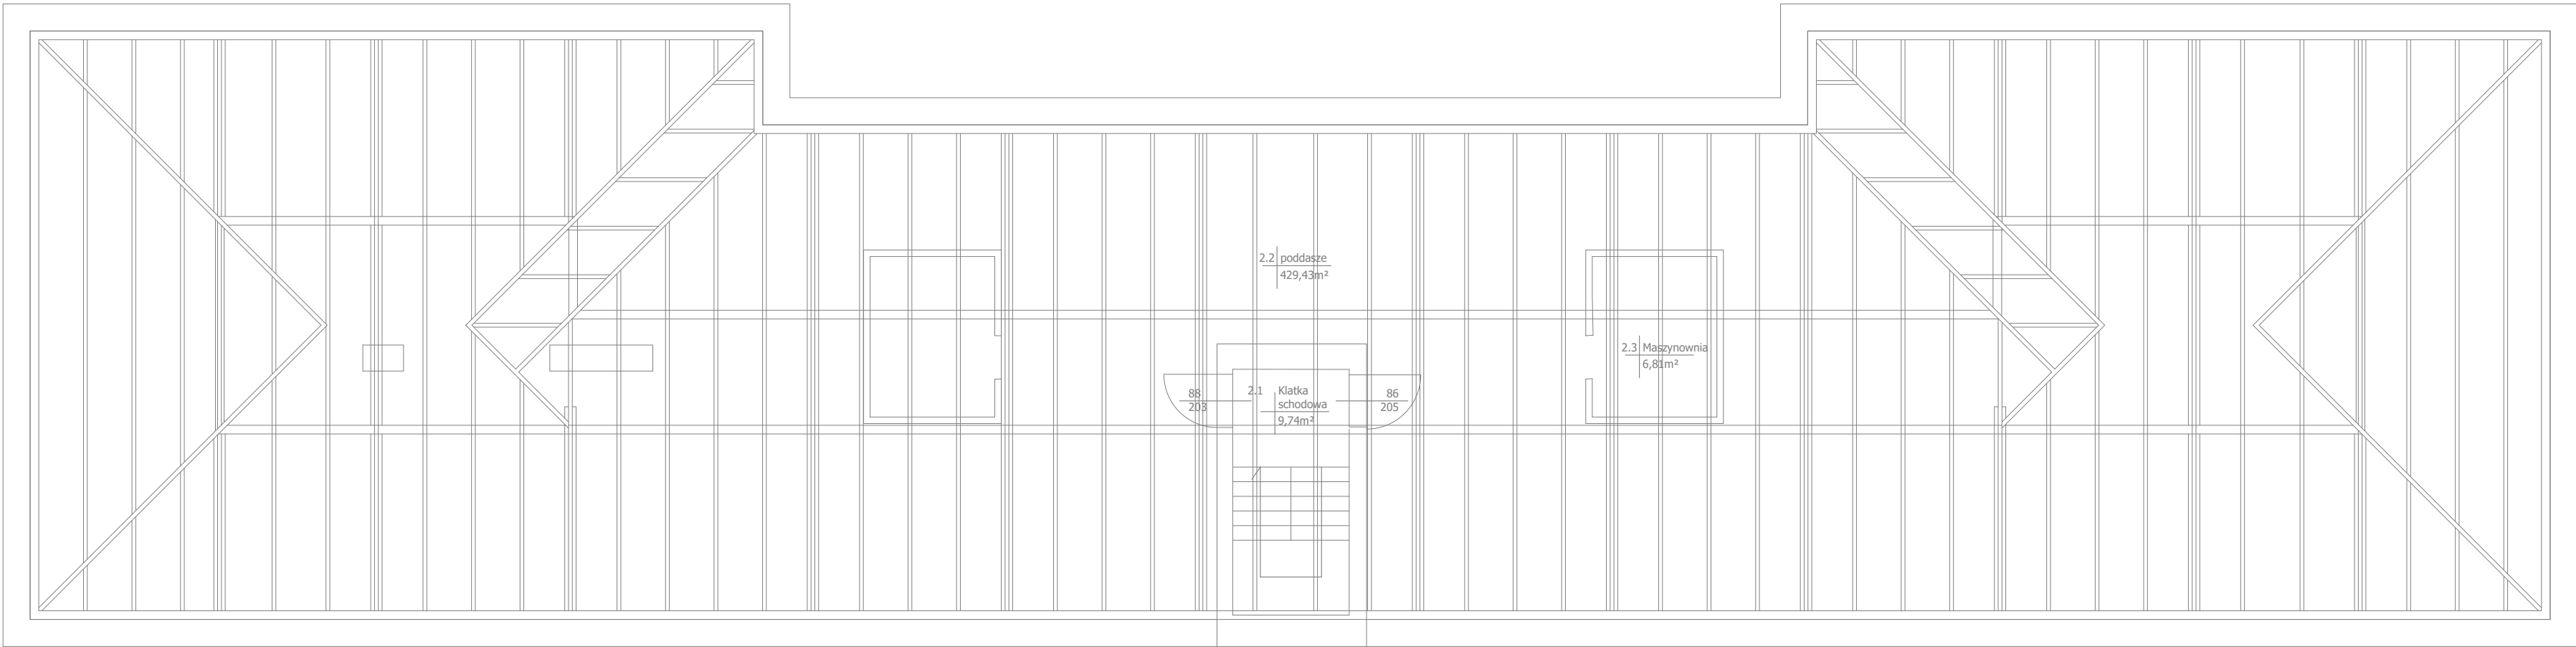 2.2 poddasze
429,43m²
2.3 Maszynownia
6,81m²
88
203
2.1 Klatka
schodowa
9,74m²
86
205